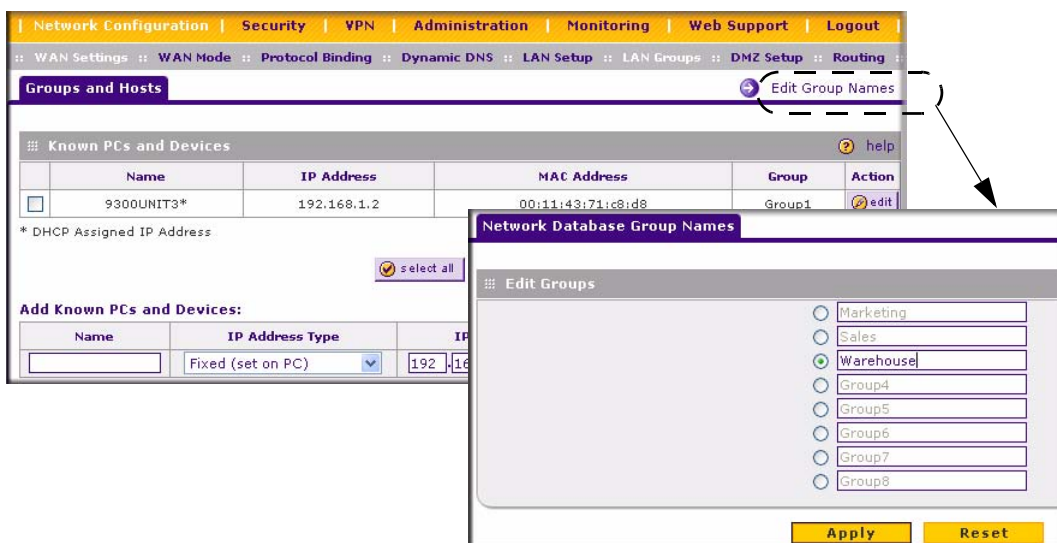 Network Configuration | Security | VPN | Administration | Monitoring | Web Support | Logout
:: WAN Settings :: WAN Mode :: Protocol Binding :: Dynamic DNS :: LAN Setup :: LAN Groups :: DMZ Setup :: Routing ::
Groups and Hosts
Edit Group Names
Known PCs and Devices
help
Name IP Address MAC Address Group Action
9300UNIT3* 192.168.1.2 00:11:43:71:c8:d8 Group1 edit
* DHCP Assigned IP Address
select all
Add Known PCs and Devices:
Name IP Address Type IP
Fixed (set on PC) 192 .16
Network Database Group Names
Edit Groups
Marketing
Sales
Warehouse
Group4
Group5
Group6
Group7
Group8
Apply Reset